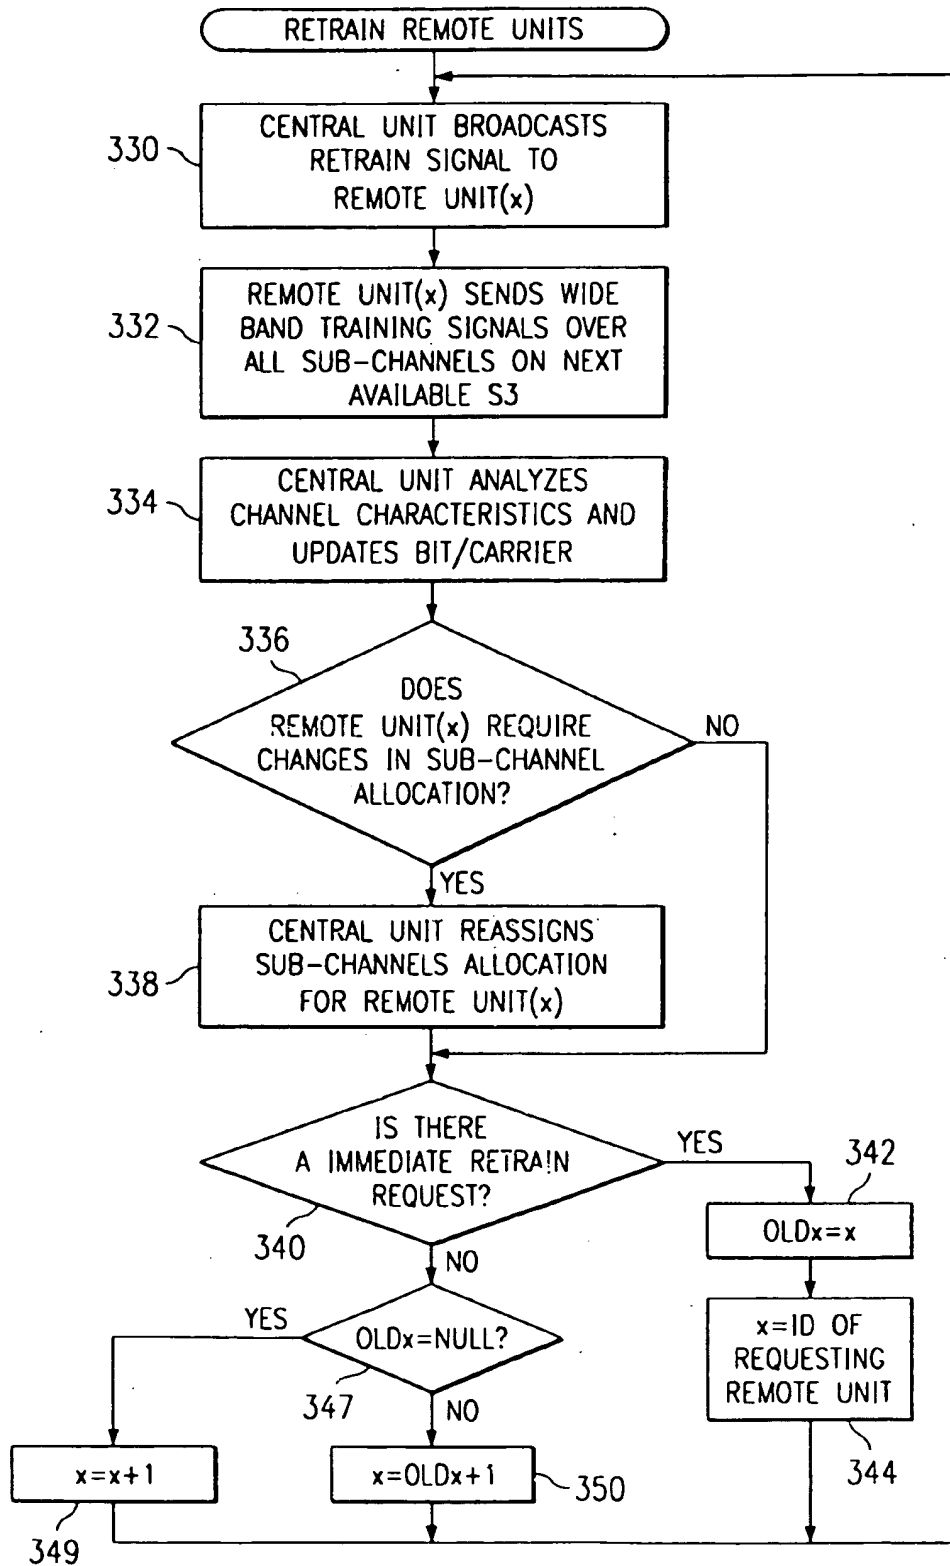 RETRAIN REMOTE UNITS
330
CENTRAL UNIT BROADCASTS
RETRAIN SIGNAL TO
REMOTE UNIT(x)
332
REMOTE UNIT(x) SENDS WIDE
BAND TRAINING SIGNALS OVER
ALL SUB-CHANNELS ON NEXT
AVAILABLE S3
334
CENTRAL UNIT ANALYZES
CHANNEL CHARACTERISTICS AND
UPDATES BIT/CARRIER
336
DOES
REMOTE UNIT(x) REQUIRE
CHANGES IN SUB-CHANNEL
ALLOCATION?
NO
YES
338
CENTRAL UNIT REASSIGNS
SUB-CHANNELS ALLOCATION
FOR REMOTE UNIT(x)
IS THERE
A IMMEDIATE RETRAIN
REQUEST?
340
YES
342
OLDx=x
NO
x=ID OF
REQUESTING
REMOTE UNIT
344
YES
OLDx=NULL?
347
NO
x=x+1
349
x=OLDx+1
350